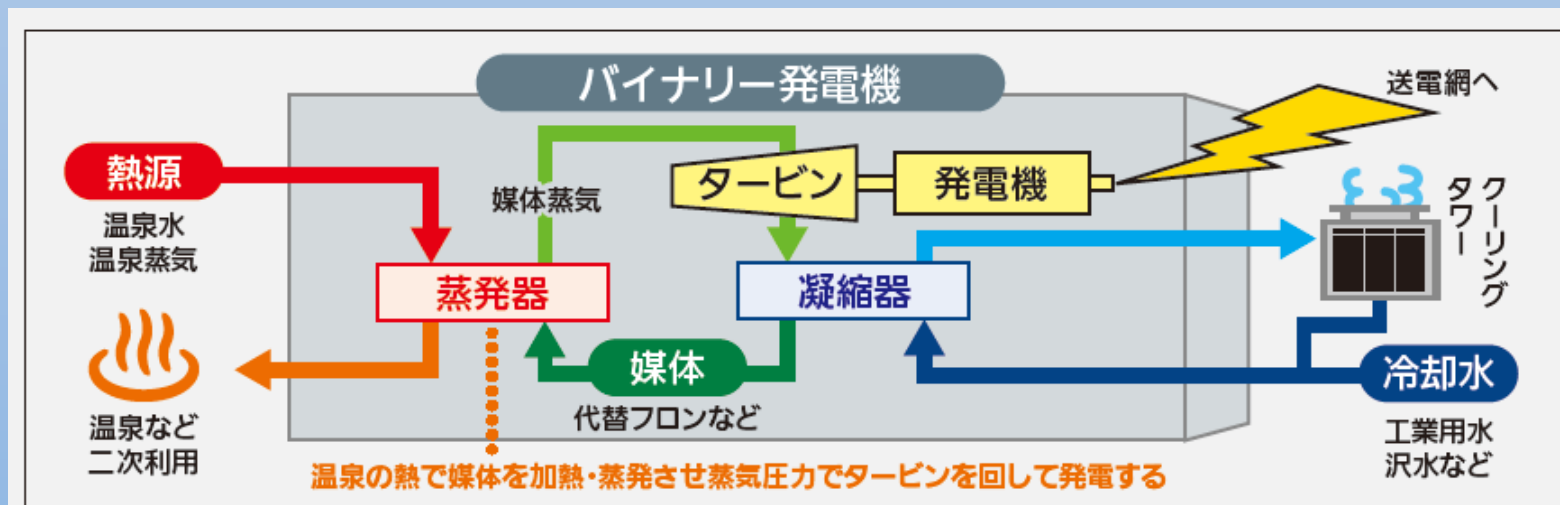 バイナリー発電機
送電網へ
熱源
温泉水
温泉蒸気
媒体蒸気
タービン
発電機
クーリング
タワー
蒸発器
凝縮器
媒体
代替フロンなど
冷却水
工業用水
沢水など
温泉など
二次利用
温泉の熱で媒体を加熱・蒸発させ蒸気圧力でタービンを回して発電する